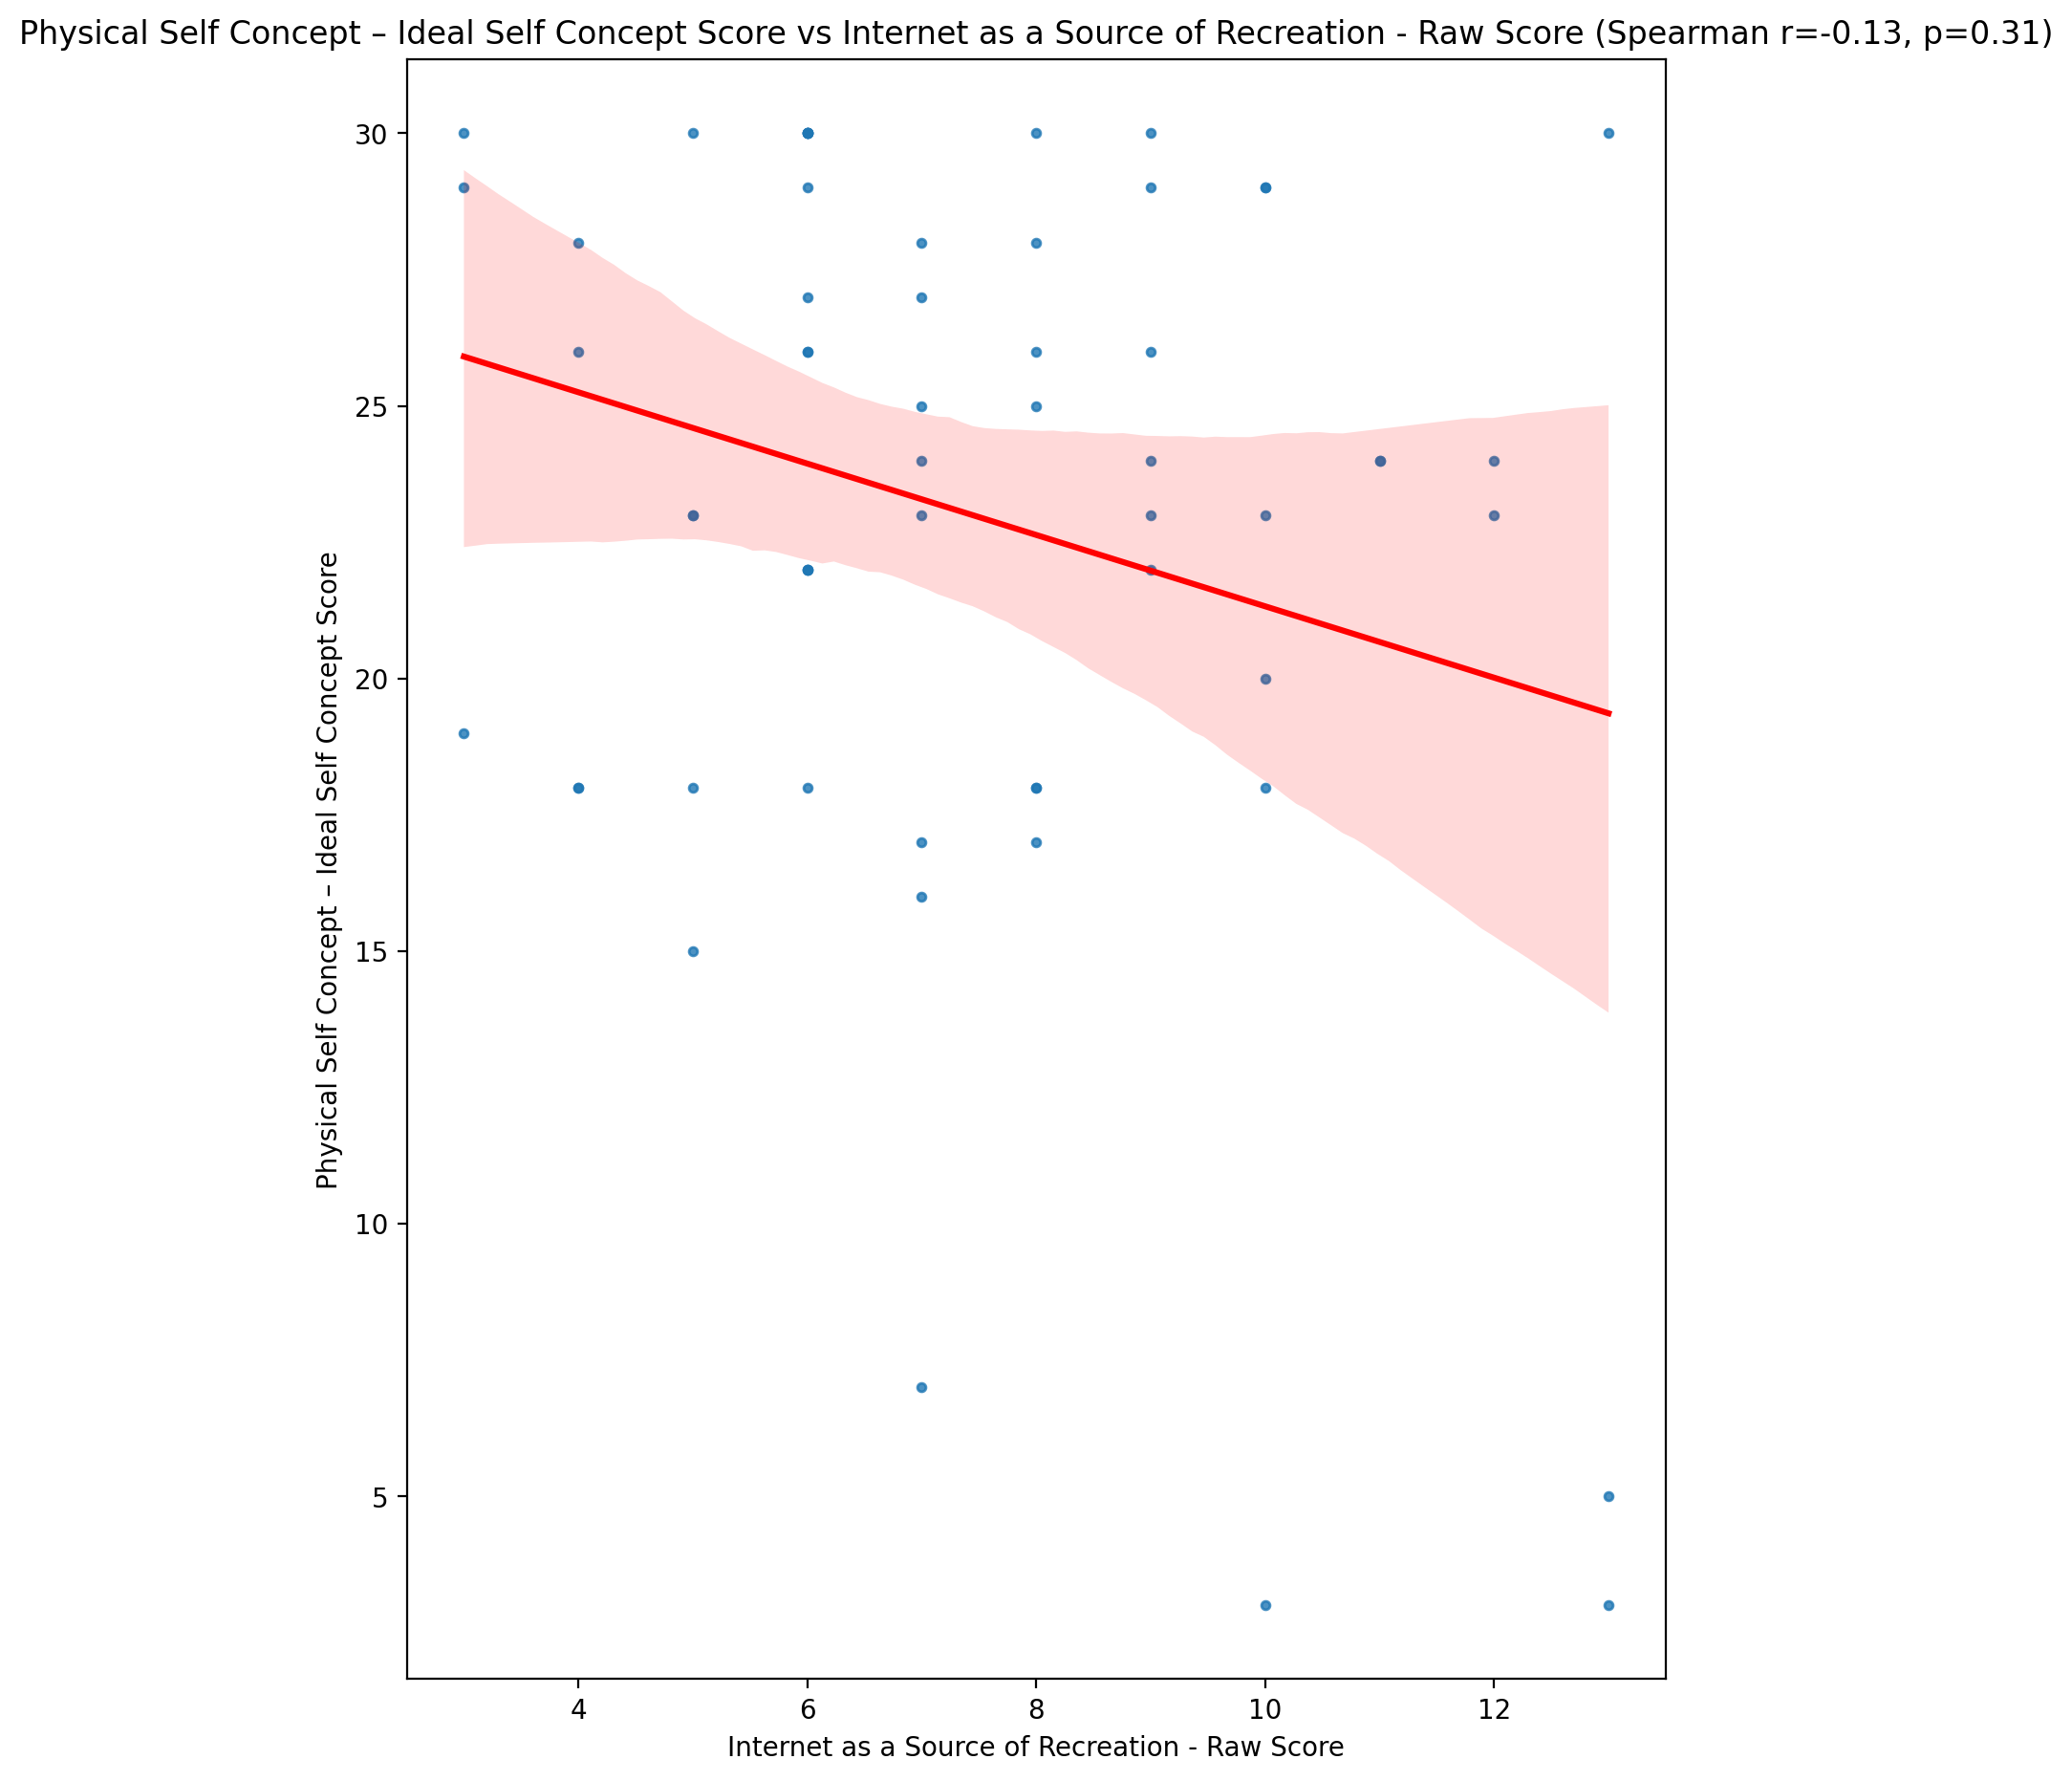 Physical Self Concept – Ideal Self Concept Score vs Internet as a Source of Recreation - Raw Score (Spearman r=-0.13, p=0.31)
Physical Self Concept – Ideal Self Concept Score
30
25
20
15
10
5
4 6 8 10 12
Internet as a Source of Recreation - Raw Score